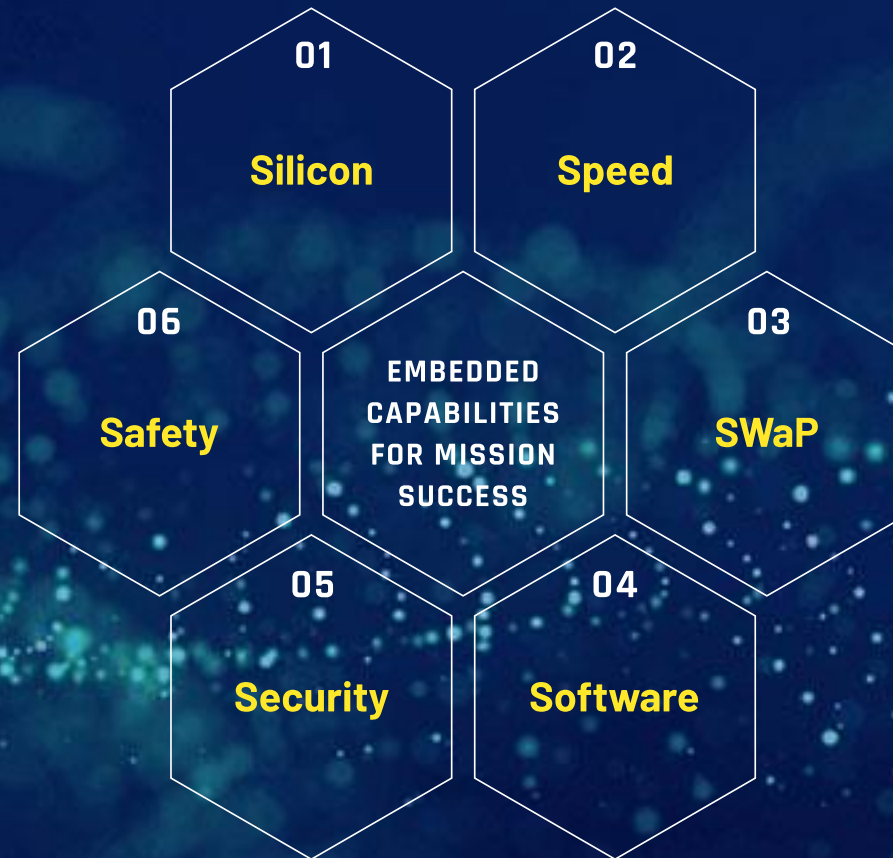 01
Silicon
02
Speed
03
SWaP
04
Software
05
Security
06
Safety
EMBEDDED
CAPABILITIES
FOR MISSION
SUCCESS